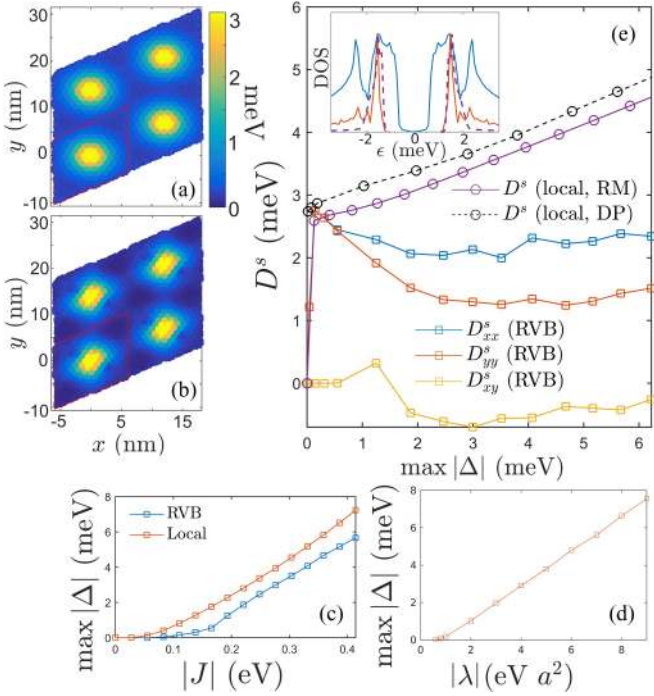 30
20
10
0
-10
y (nm)
(a)
3
2
1
0
meV
30
20
10
0
-10
y (nm)
(b)
-5
5
15
x (nm)
(e)
DOS
-2
0
2
ϵ (meV)
6
5
4
3
2
1
0
D^s (meV)
D^s (local, RM)
D^s (local, DP)
D^s_xx (RVB)
D^s_yy (RVB)
D^s_xy (RVB)
0
1
2
3
4
5
6
max |Δ| (meV)
8
6
4
2
0
max |Δ| (meV)
RVB
Local
(c)
0
0.1
0.2
0.3
0.4
|J| (eV)
8
6
4
2
0
max |Δ| (meV)
(d)
0
2
4
6
8
|λ|(eV a^2)